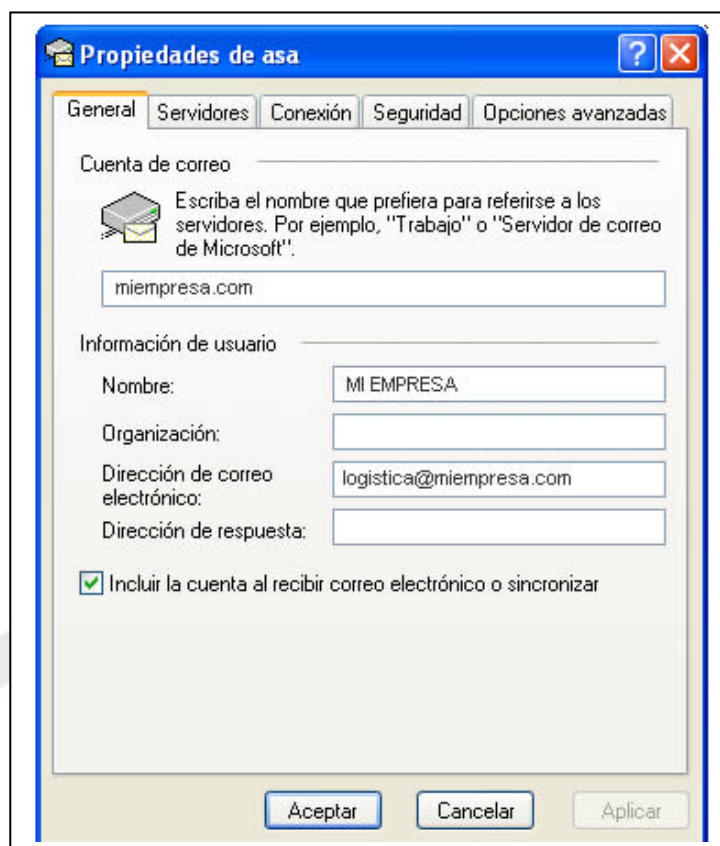 Propiedades de asa
General Servidores Conexión Seguridad Opciones avanzadas
Cuenta de correo
Escriba el nombre que prefiera para referirse a los
servidores. Por ejemplo, "Trabajo" o "Servidor de correo
de Microsoft".
miempresa.com
Información de usuario
Nombre: MI EMPRESA
Organización:
Dirección de correo
electrónico: logistica@miempresa.com
Dirección de respuesta:
Incluir la cuenta al recibir correo electrónico o sincronizar
Aceptar Cancelar Aplicar